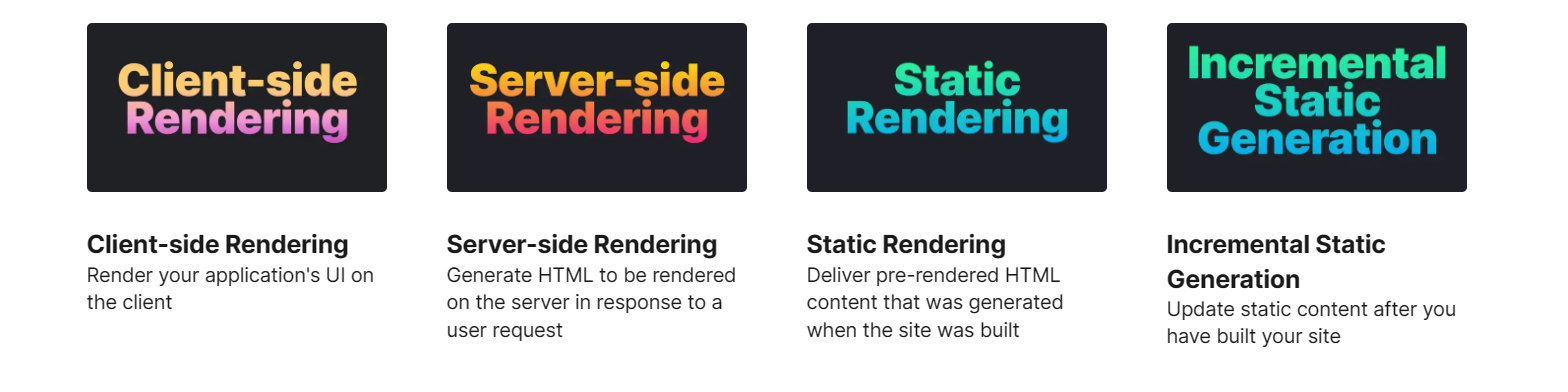 Client-side
Rendering
Server-side
Rendering
Static
Rendering
Incremental
Static
Generation
Client-side Rendering
Render your application's UI on
the client
Server-side Rendering
Generate HTML to be rendered
on the server in response to a
user request
Static Rendering
Deliver pre-rendered HTML
content that was generated
when the site was built
Incremental Static
Generation
Update static content after you
have built your site